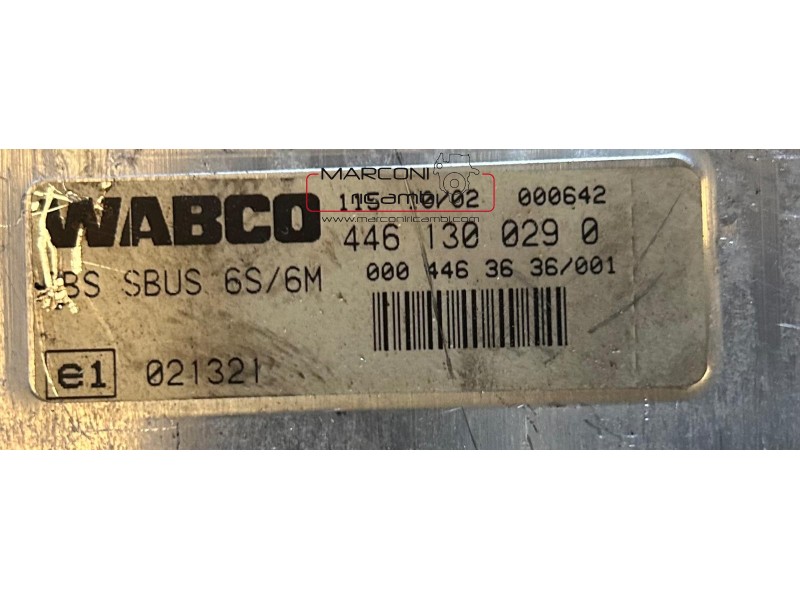 MARCONI
ricambi.com
www.marconiricambi.com
WABCO
000642
446 130 029 0
SBUS 6S/6M
000 446 36 36/001
e1 021321